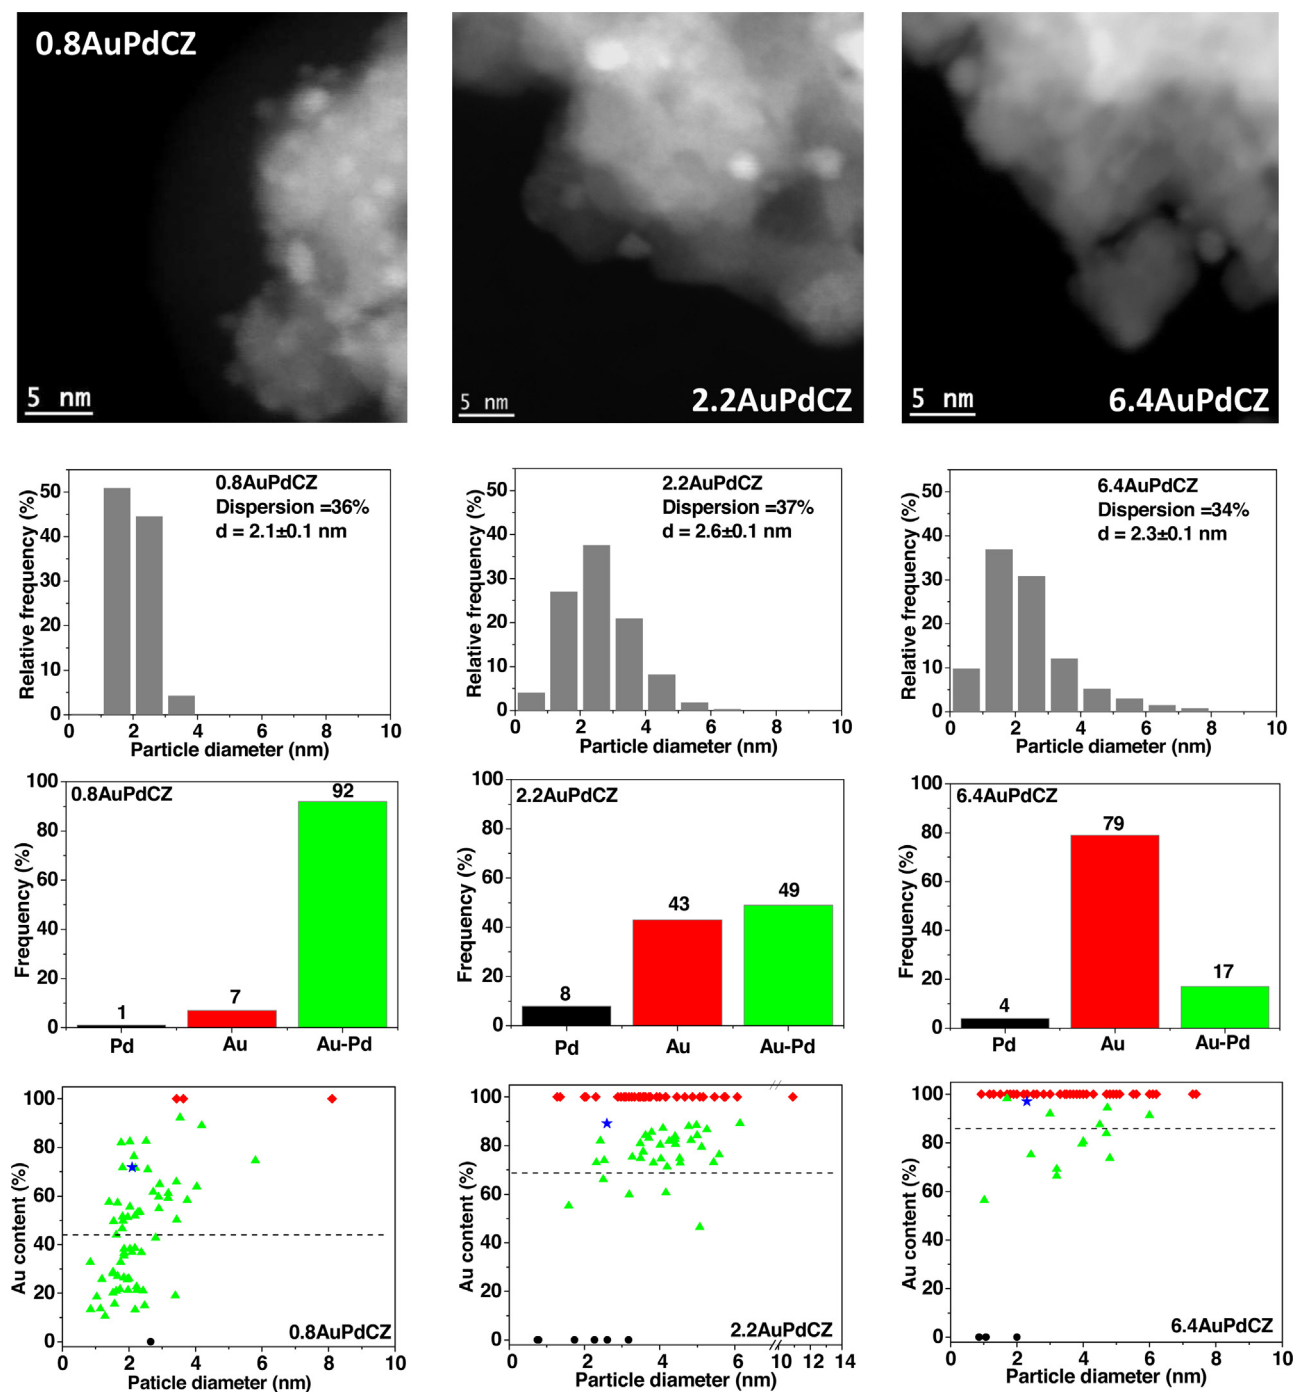 0.8AuPdCZ
5 nm
2.2AuPdCZ
5 nm
6.4AuPdCZ
5 nm
0.8AuPdCZ
Dispersion =36%
d = 2.1±0.1 nm
Relative frequency (%)
50
40
30
20
10
0
0 2 4 6 8 10
Particle diameter (nm)
2.2AuPdCZ
Dispersion =37%
d = 2.6±0.1 nm
Relative frequency (%)
50
40
30
20
10
0
0 2 4 6 8 10
Particle diameter (nm)
6.4AuPdCZ
Dispersion =34%
d = 2.3±0.1 nm
Relative frequency (%)
50
40
30
20
10
0
0 2 4 6 8 10
Particle diameter (nm)
0.8AuPdCZ
Frequency (%)
100
80
60
40
20
0
1
7
92
Pd Au Au-Pd
2.2AuPdCZ
Frequency (%)
100
80
60
40
20
0
8
43
49
Pd Au Au-Pd
6.4AuPdCZ
Frequency (%)
100
80
60
40
20
0
4
79
17
Pd Au Au-Pd
Au content (%)
100
80
60
40
20
0
0.8AuPdCZ
0 2 4 6 8 10
Paticle diameter (nm)
Au content (%)
100
80
60
40
20
0
2.2AuPdCZ
0 2 4 6 10 12 14
Particle diameter (nm)
Au content (%)
100
80
60
40
20
0
6.4AuPdCZ
0 2 4 6 8 10
Particle diameter (nm)